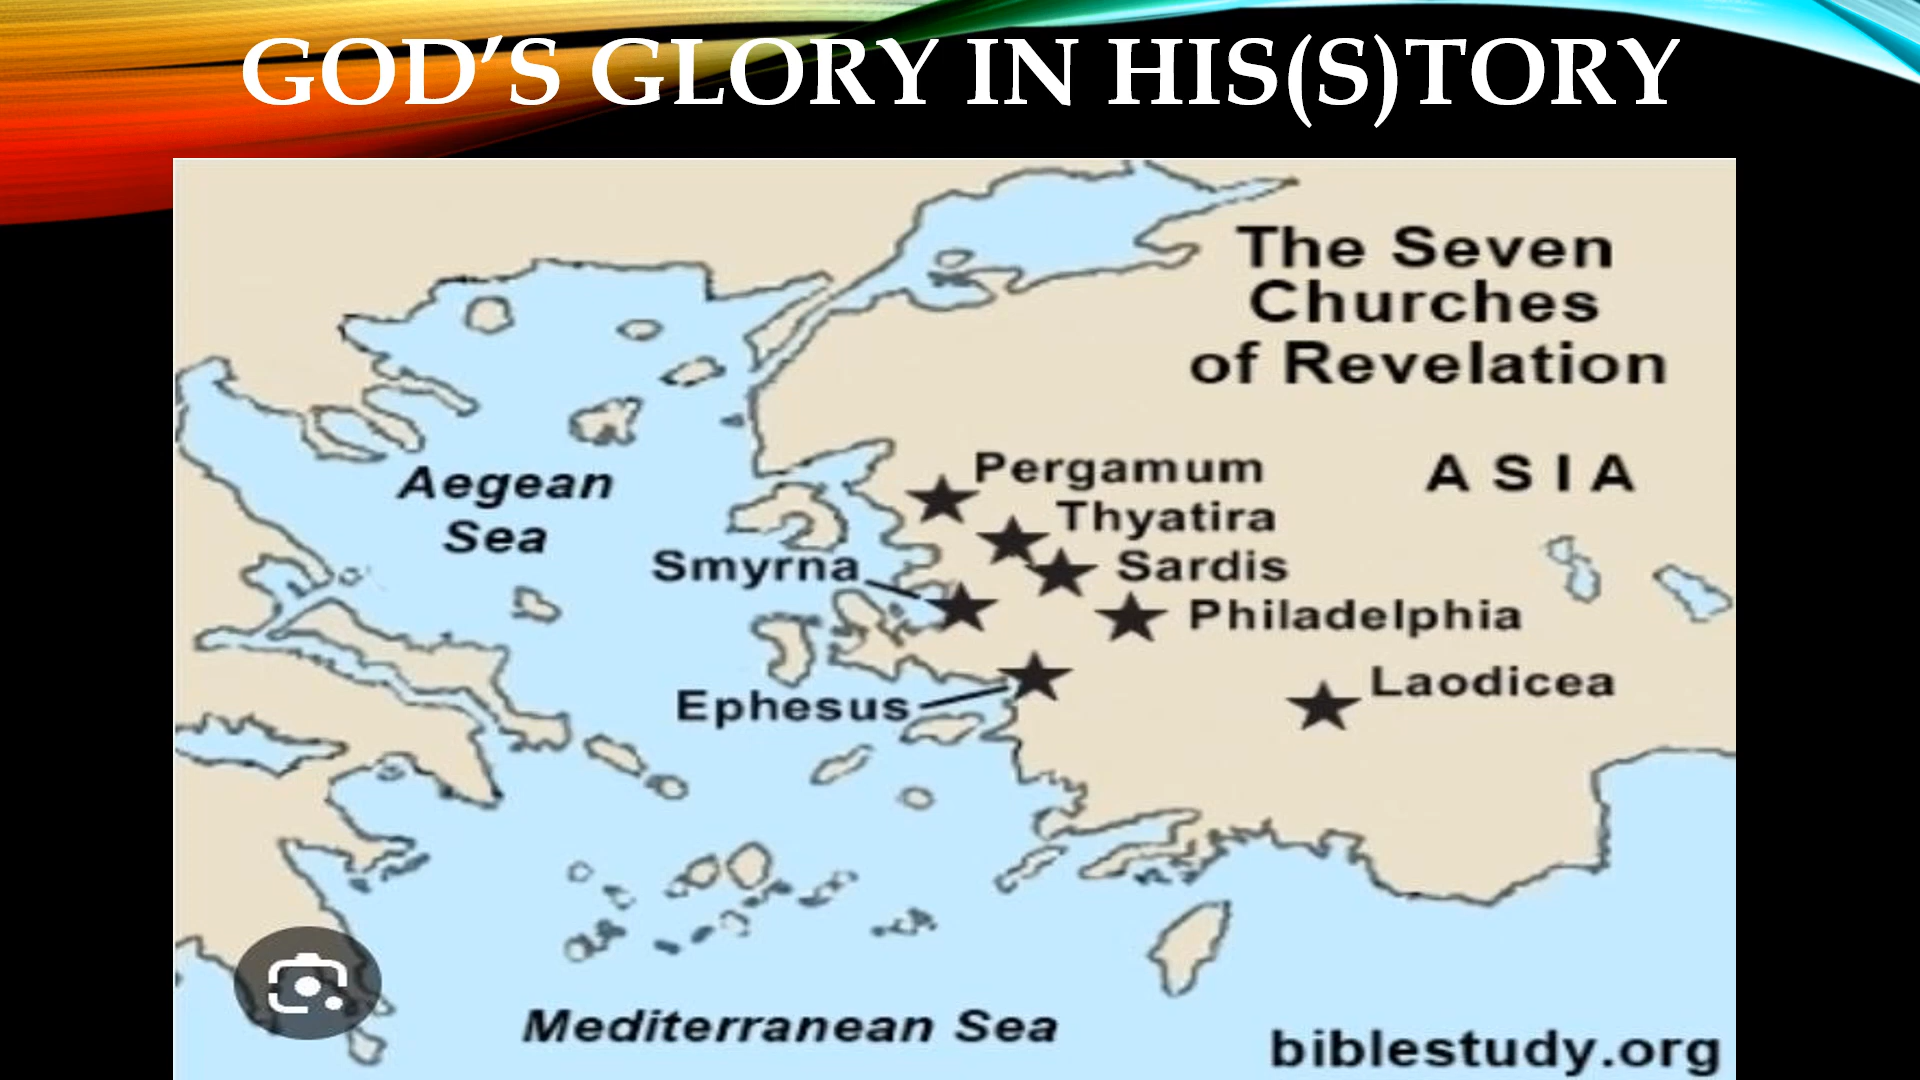 GOD’S GLORY IN HIS(S)TORY
The Seven
Churches
of Revelation
Pergamum
ASIA
Aegean
Sea
Thyatira
Smyrna
Sardis
Philadelphia
Laodicea
Ephesus
Mediterranean Sea
biblestudy.org